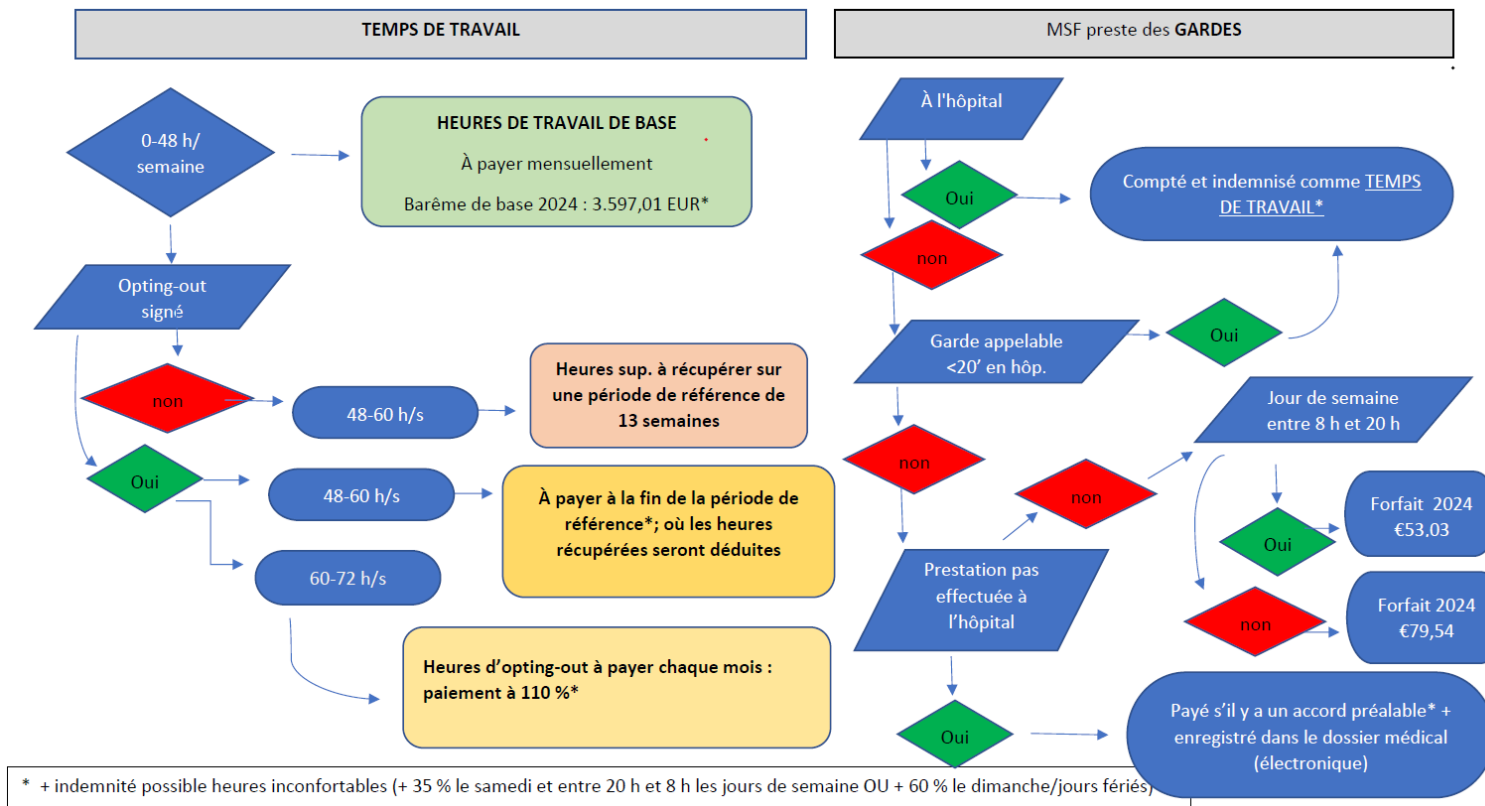 TEMPS DE TRAVAIL
0-48 h/
semaine
HEURES DE TRAVAIL DE BASE
À payer mensuellement
Barême de base 2024 : 3.597,01 EUR*
Opting-out
signé
non
48-60 h/s
Heures sup. à récupérer sur
une période de référence de
13 semaines
Oui
48-60 h/s
À payer à la fin de la période de
référence*; où les heures
récupérées seront déduites
60-72 h/s
Heures d’opting-out à payer chaque mois :
paiement à 110 %*
MSF preste des GARDES
À l'hôpital
Oui
Compté et indemnisé comme TEMPS
DE TRAVAIL*
non
Garde appelable
<20’ en hôp.
Oui
non
Prestation pas
effectuée à
l’hôpital
non
Jour de semaine
entre 8 h et 20 h
Oui
Forfait 2024
€53,03
non
Forfait 2024
€79,54
Oui
Payé s’il y a un accord préalable* +
enregistré dans le dossier médical
(électronique)
* + indemnité possible heures inconfortables (+ 35 % le samedi et entre 20 h et 8 h les jours de semaine OU + 60 % le dimanche/jours fériés)